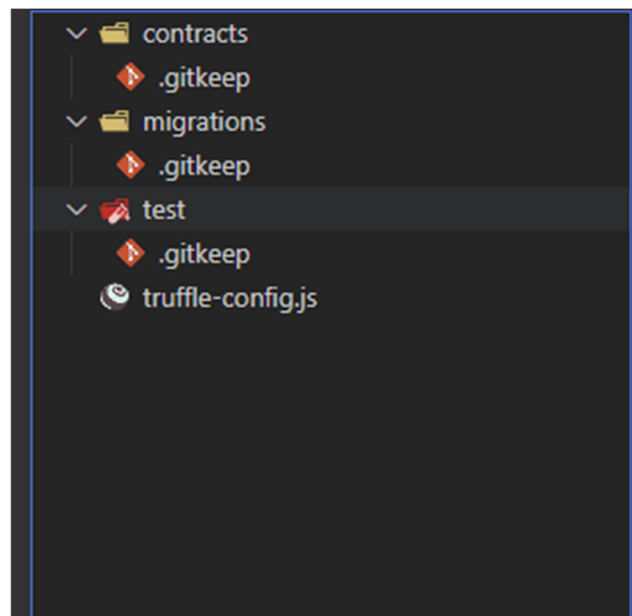 contracts
.gitkeep
migrations
.gitkeep
test
.gitkeep
truffle-config.js